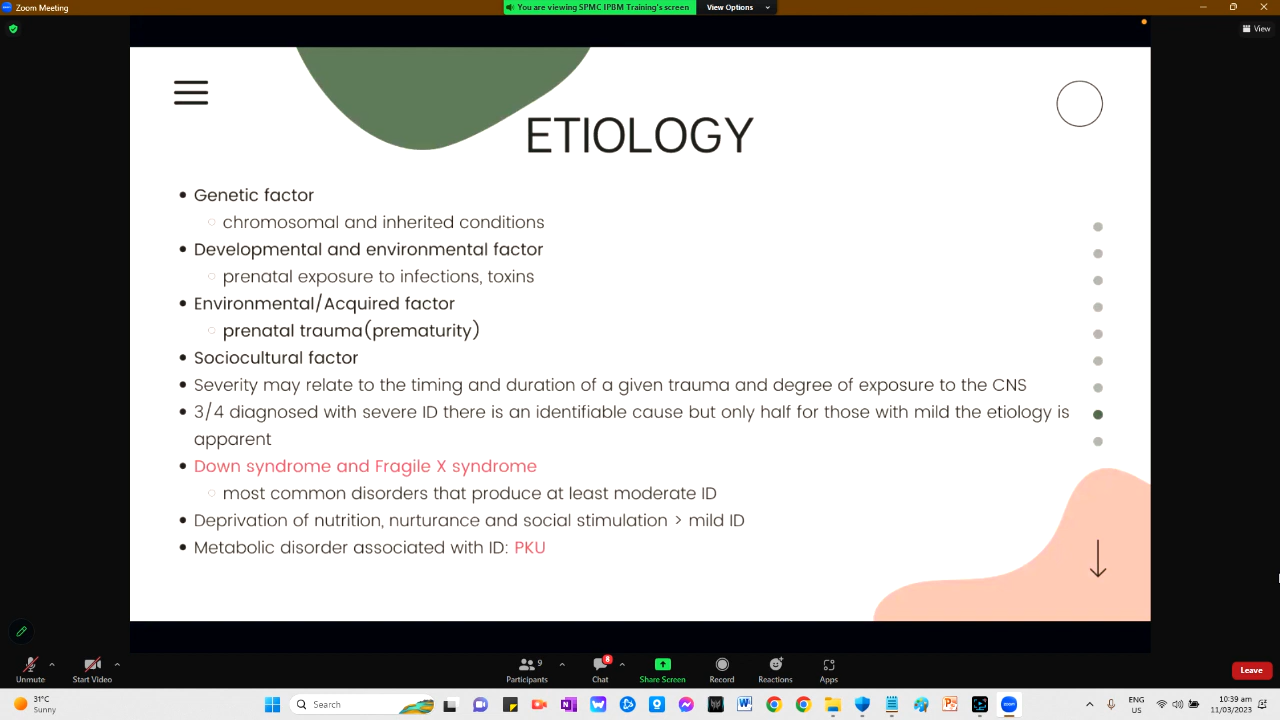 Zoom Meeting
You are viewing SPMC IPBM Training's screen
View Options
View
ETIOLOGY
• Genetic factor
○ chromosomal and inherited conditions
• Developmental and environmental factor
○ prenatal exposure to infections, toxins
• Environmental/Acquired factor
○ prenatal trauma(prematurity)
• Sociocultural factor
• Severity may relate to the timing and duration of a given trauma and degree of exposure to the CNS
• 3/4 diagnosed with severe ID there is an identifiable cause but only half for those with mild the etiology is
apparent
• Down syndrome and Fragile X syndrome
○ most common disorders that produce at least moderate ID
• Deprivation of nutrition, nurturance and social stimulation > mild ID
• Metabolic disorder associated with ID: PKU
Unmute
Start Video
9
Participants
8
Chat
Share Screen
Record
Reactions
Apps
Leave
33°C
Sunny
Search
10:39 am
11/03/2023